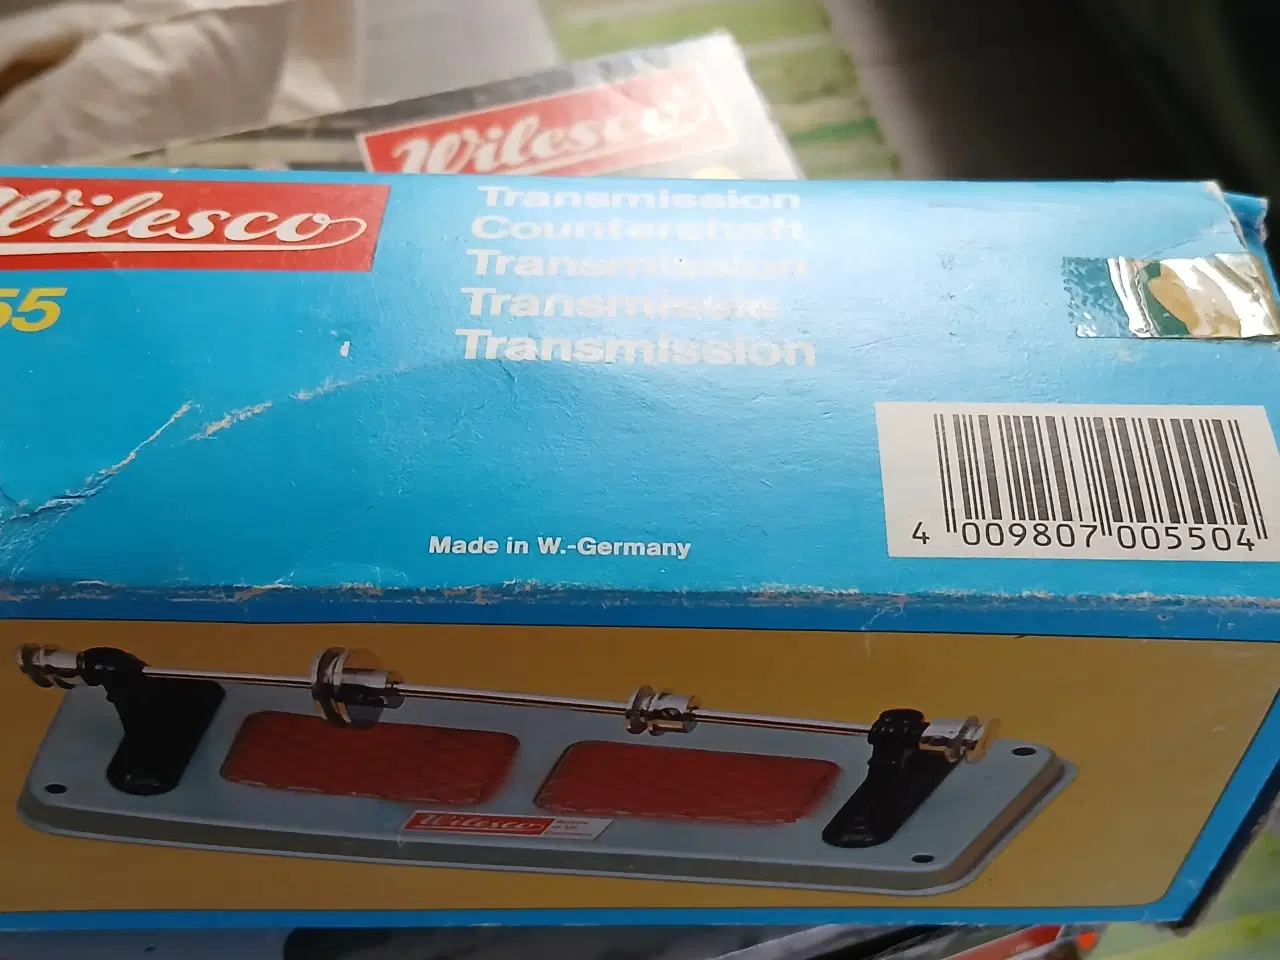 Wilesco
Wilesco
55
Transmission
Countershaft
Transmission
Transmissie
Transmission
Made in W.-Germany
4 009807 005504
Wilesco